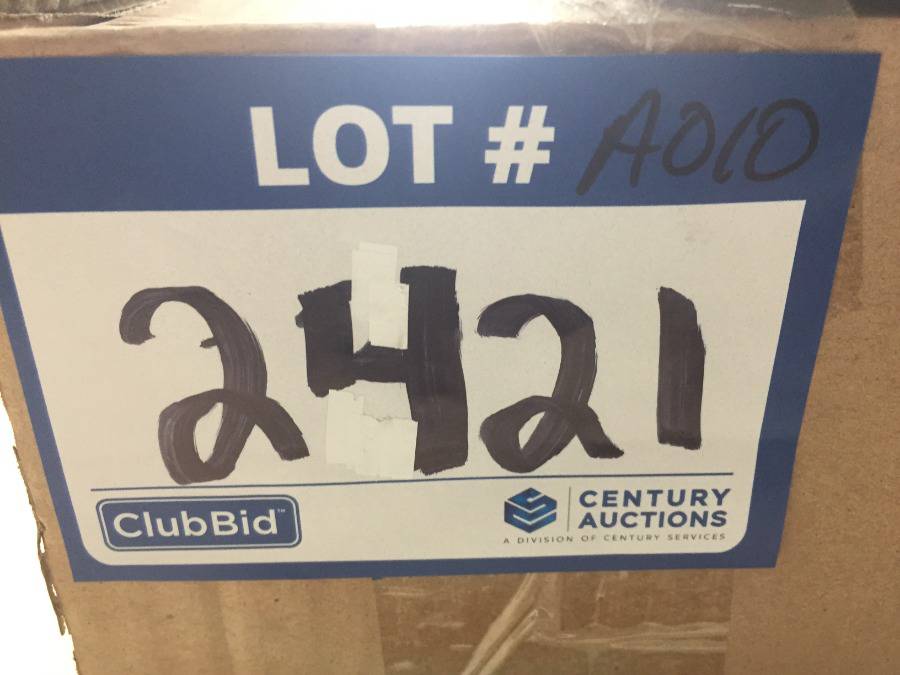 LOT # A010
2421
ClubBid™
CENTURY
AUCTIONS
A DIVISION OF CENTURY SERVICES